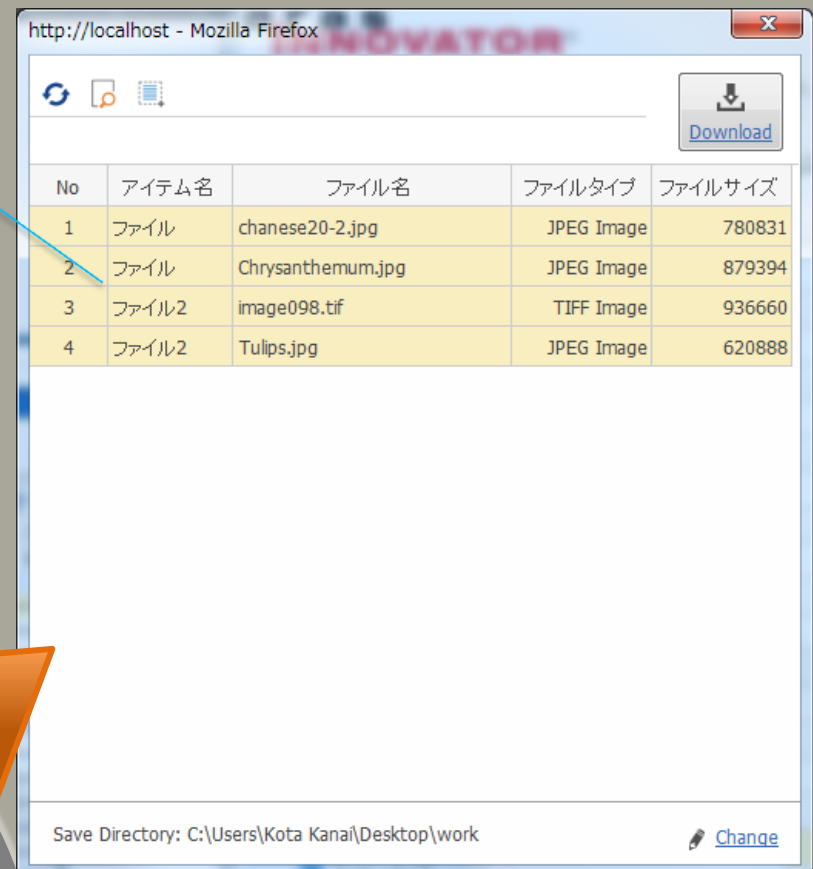 aras
INNOVATOR
http://localhost - Mozilla Firefox
Download
No アイテム名 ファイル名 ファイルタイプ ファイルサイズ
1 ファイル chanese20-2.jpg JPEG Image 780831
2 ファイル Chrysanthemum.jpg JPEG Image 879394
3 ファイル2 image098.tif TIFF Image 936660
4 ファイル2 Tulips.jpg JPEG Image 620888
Save Directory: C:\Users\Kota Kanai\Desktop\work Change